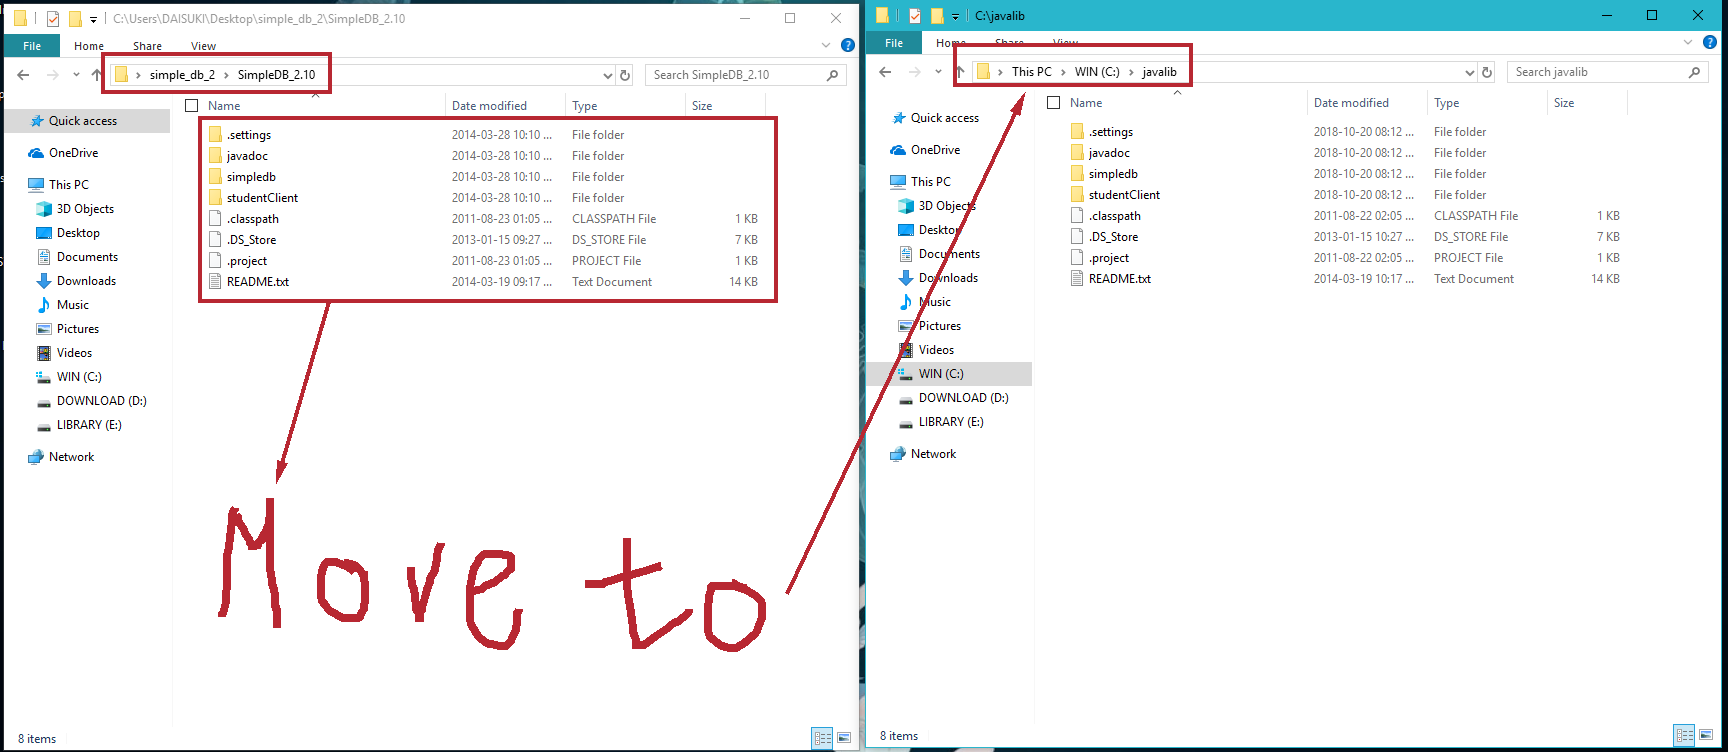 C:\Users\DAISUKI\Desktop\simple_db_2\SimpleDB_2.10
File Home Share View
simple_db_2 SimpleDB_2.10
Search SimpleDB_2.10
Name Date modified Type Size
Quick access
OneDrive
This PC
3D Objects
Desktop
Documents
Downloads
Music
Pictures
Videos
WIN (C:)
DOWNLOAD (D:)
LIBRARY (E:)
Network
.settings 2014-03-28 10:10 ... File folder
javadoc 2014-03-28 10:10 ... File folder
simpledb 2014-03-28 10:10 ... File folder
studentClient 2014-03-28 10:10 ... File folder
.classpath 2011-08-23 01:05 ... CLASSPATH File 1 KB
.DS_Store 2013-01-15 09:27 ... DS_STORE File 7 KB
.project 2011-08-23 01:05 ... PROJECT File 1 KB
README.txt 2014-03-19 09:17 ... Text Document 14 KB
Move to
8 items
C:\javalib
File Home Share View
This PC WIN (C:) javalib
Search javalib
Name Date modified Type Size
Quick access
OneDrive
This PC
3D Objects
Desktop
Documents
Downloads
Music
Pictures
Videos
WIN (C:)
DOWNLOAD (D:)
LIBRARY (E:)
Network
.settings 2018-10-20 08:12 ... File folder
javadoc 2018-10-20 08:12 ... File folder
simpledb 2018-10-20 08:12 ... File folder
studentClient 2018-10-20 08:12 ... File folder
.classpath 2011-08-22 02:05 ... CLASSPATH File 1 KB
.DS_Store 2013-01-15 10:27 ... DS_STORE File 7 KB
.project 2011-08-22 02:05 ... PROJECT File 1 KB
README.txt 2014-03-19 10:17 ... Text Document 14 KB
8 items